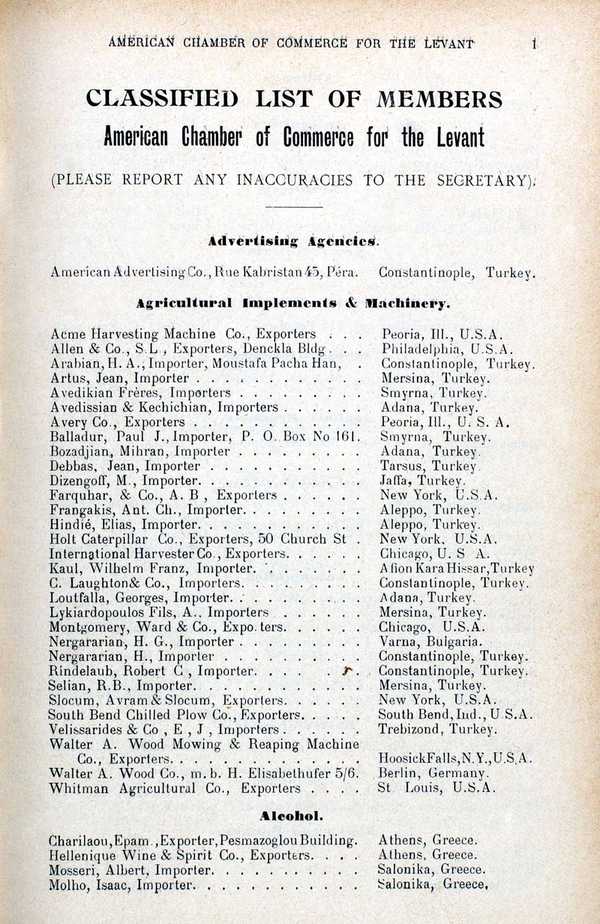 AMERICAN CHAMBER OF COMMERCE FOR THE LEVANT 1
CLASSIFIED LIST OF MEMBERS
American Chamber of Commerce for the Levant
(PLEASE REPORT ANY INACCURACIES TO THE SECRETARY).
Advertising Agencies.
American Advertising Co., Rue Kabristan 45, Péra. Constantinople, Turkey.
Agricultural Implements & Machinery.
Acme Harvesting Machine Co., Exporters . . . Peoria, Ill., U.S.A.
Allen & Co., S.L , Exporters, Denckla Bldg . . . Philadelphia, U.S.A.
Arabian, H. A., Importer, Moustafa Pacha Han, . Constantinople, Turkey.
Artus, Jean, Importer . . . . . . . . . . . . Mersina, Turkey.
Avedikian Frères, Importers . . . . . . . . . Smyrna, Turkey.
Avedissian & Kechichian, Importers . . . . . . Adana, Turkey.
Avery Co., Exporters . . . . . . . . . . . . Peoria, Ill., U. S. A.
Balladur, Paul J., Importer, P. O. Box No 161. Smyrna, Turkey.
Bozadjian, Mihran, Importer . . . . . . . . . Adana, Turkey.
Debbas, Jean, Importer . . . . . . . . . . . Tarsus, Turkey
Dizengoff, M., Importer. . . . . . . . . . . . Jaffa, Turkey.
Farquhar, & Co., A. B , Exporters . . . . . . New York, U.S.A.
Frangakis, Ant. Ch., Importer. . . . . . . . . Aleppo, Turkey.
Hindié, Elias, Importer. . . . . . . . . . . . Aleppo, Turkey.
Holt Caterpillar Co., Exporters, 50 Church St . New York, U.S.A.
International Harvester Co., Exporters. . . . . . Chicago, U. S A.
Kaul, Wilhelm Franz, Importer. . . . . . . . Afion Kara Hissar, Turkey
C. Laughton & Co., Importers. . . . . . . . . Constantinople, Turkey.
Loutfalla, Georges, Importer. . . . . . . . . . Adana, Turkey.
Lykiardopoulos Fils, A., Importers . . . . . . Mersina, Turkey.
Montgomery, Ward & Co., Expo.ters. . . . . . Chicago, U.S.A.
Nergararian, H. G., Importer . . . . . . . . . Varna, Bulgaria.
Nergararian, H., Importer . . . . . . . . . . Constantinople, Turkey.
Rindelaub, Robert C , Importer. . . . . . . Constantinople, Turkey.
Selian, R.B., Importer. . . . . . . . . . . . Mersina, Turkey.
Slocum, Avram & Slocum, Exporters. . . . . . New York, U.S.A.
South Bend Chilled Plow Co., Exporters. . . . . South Bend, Ind., U.S.A.
Velissarides & Co , E , J , Importers . . . . . . Trebizond, Turkey.
Walter A. Wood Mowing & Reaping Machine
Co., Exporters. . . . . . . . . . . . . Hoosick Falls, N.Y., U.S.A.
Walter A. Wood Co., m. b. H. Elisabethufer 5/6. Berlin, Germany.
Whitman Agricultural Co., Exporters . . . . St Louis, U.S.A.
Alcohol.
Charilaou, Epam., Exporter, Pesmazoglou Building. Athens, Greece.
Hellenique Wine & Spirit Co., Exporters. . . . Athens, Greece.
Mosseri, Albert, Importer. . . . . . . . . . . Salonika, Greece.
Molho, Isaac, Importer. . . . . . . . . . . . Salonika, Greece.